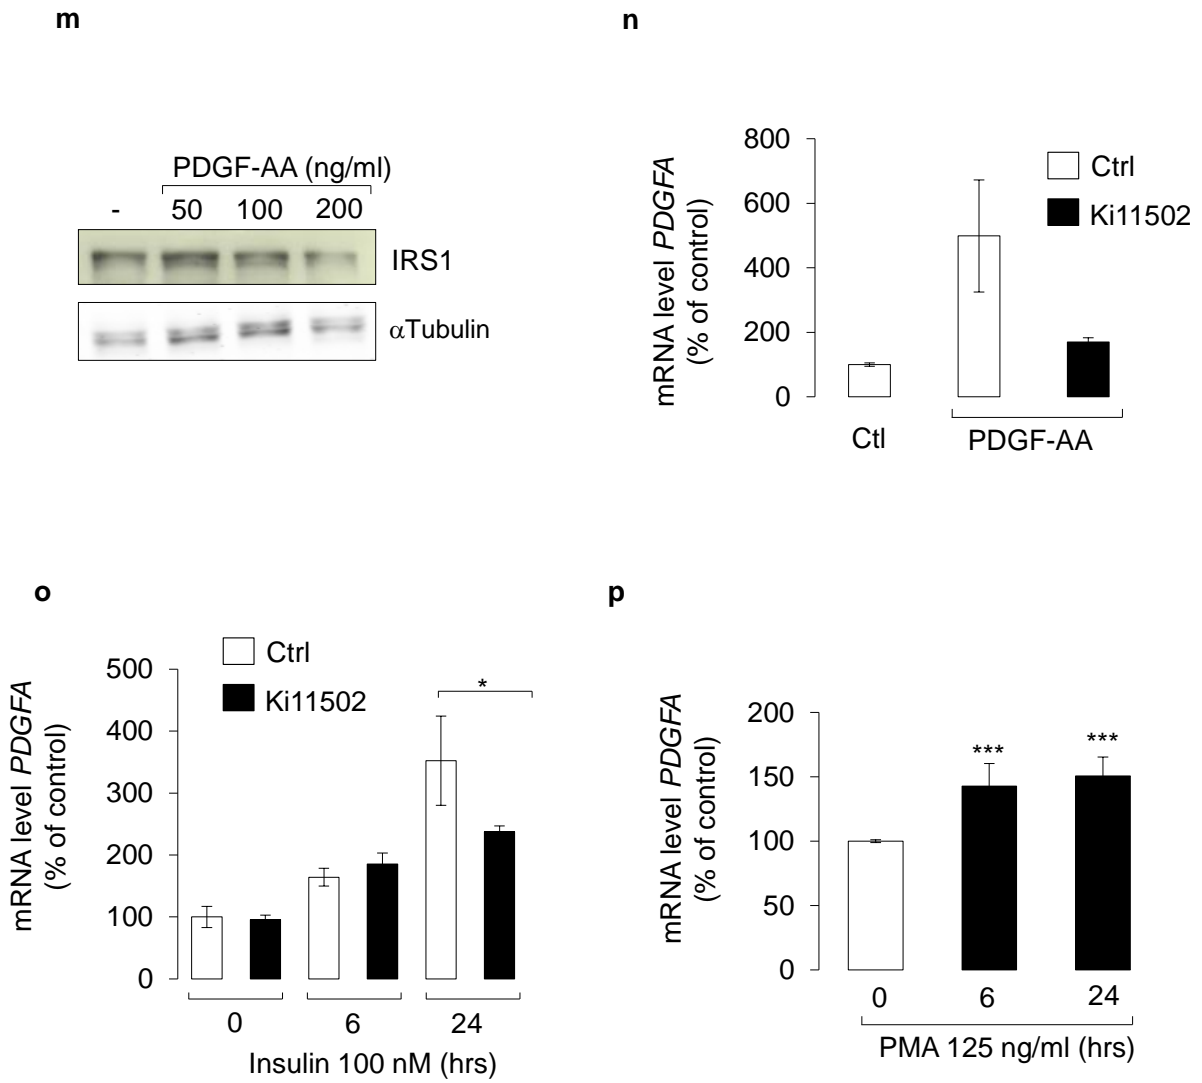 m
PDGF-AA (ng/ml)
- 50 100 200
IRS1
αTubulin
n
mRNA level PDGFA
(% of control)
800
600
400
200
0
Ctrl
Ki11502
Ctl
PDGF-AA
o
mRNA level PDGFA
(% of control)
500
400
300
200
100
0
Ctrl
Ki11502
*
0 6 24
Insulin 100 nM (hrs)
p
mRNA level PDGFA
(% of control)
200
150
100
50
0
***
***
0 6 24
PMA 125 ng/ml (hrs)